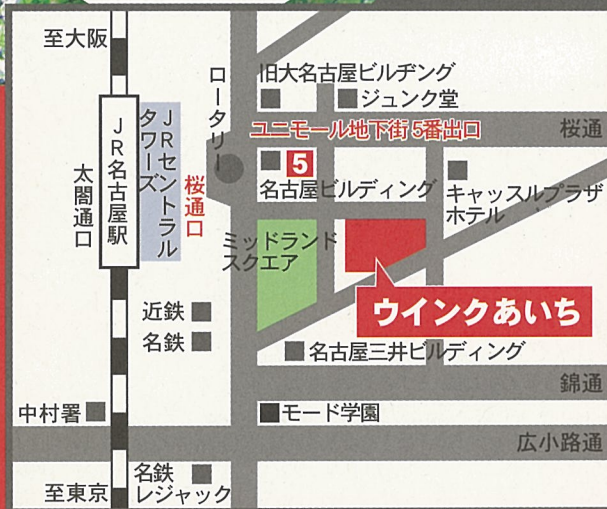 至大阪
ロータリー
旧大名古屋ビルヂング
ジュンク堂
ユニモール地下街 5番出口
桜通
JR名古屋駅
JRセントラル
タワーズ
太閤通口
桜通口
5
名古屋ビルディング
キャッスルプラザ
ホテル
ミッドランド
スクエア
ウインクあいち
近鉄
名鉄
名古屋三井ビルディング
錦通
中村署
モード学園
広小路通
名鉄
レジャック
至東京